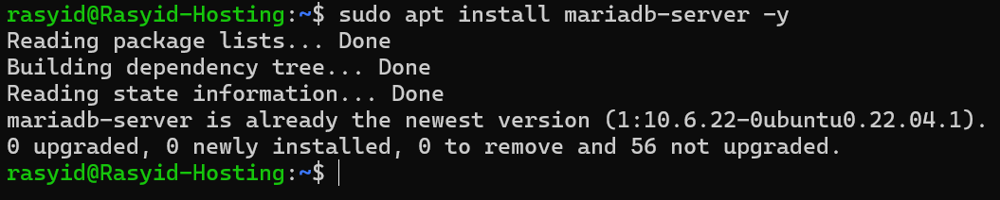 rasyid@Rasyid-Hosting:~$ sudo apt install mariadb-server -y
Reading package lists... Done
Building dependency tree... Done
Reading state information... Done
mariadb-server is already the newest version (1:10.6.22-0ubuntu0.22.04.1).
0 upgraded, 0 newly installed, 0 to remove and 56 not upgraded.
rasyid@Rasyid-Hosting:~$